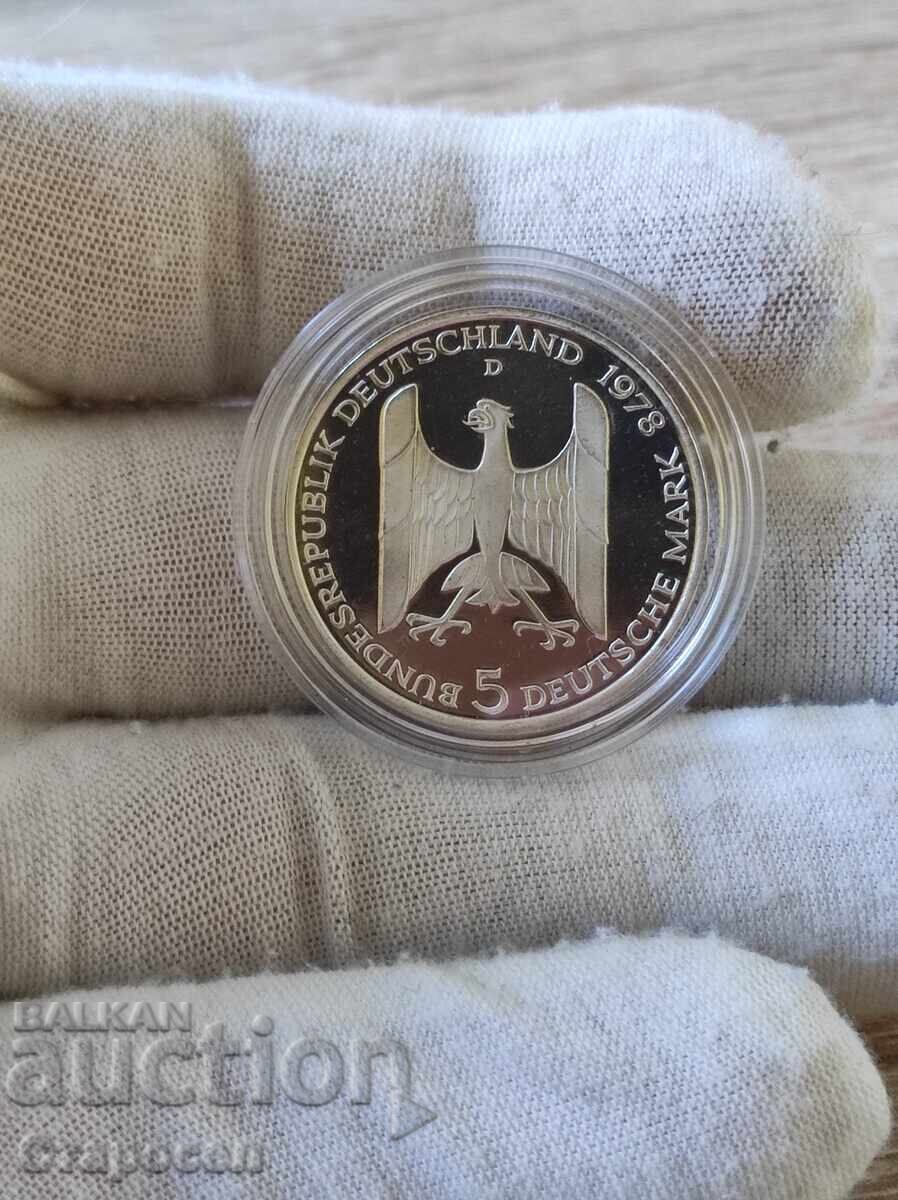 BUNDESREPUBLIK DEUTSCHLAND 1978
D
5 DEUTSCHE MARK
BALKAN
auction
Старосел